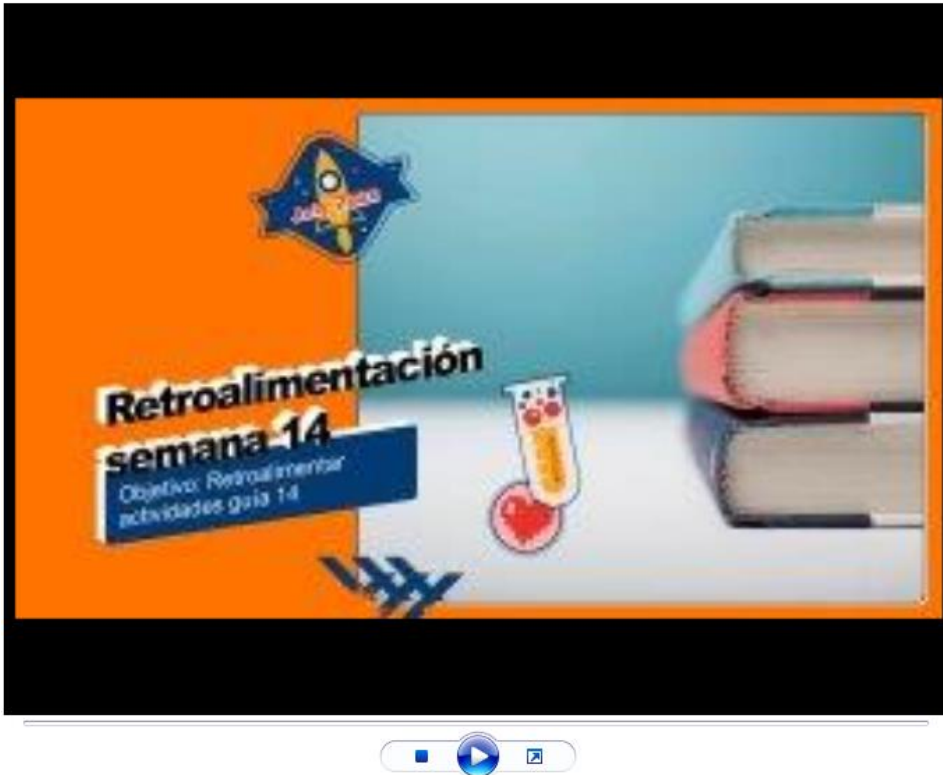 Retroalimentación
semana 14
Objetivo: Retroalimentar
actividades guía 14